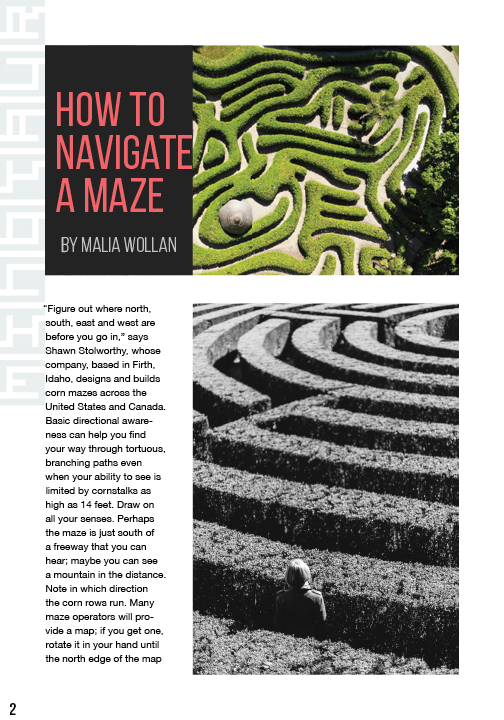 HOW TO
NAVIGATE
A MAZE
BY MALIA WOLLAN
“Figure out where north,
south, east and west are
before you go in,” says
Shawn Stolworthy, whose
company, based in Firth,
Idaho, designs and builds
corn mazes across the
United States and Canada.
Basic directional aware-
ness can help you find
your way through tortuous,
branching paths even
when your ability to see is
limited by cornstalks as
high as 14 feet. Draw on
all your senses. Perhaps
the maze is just south of
a freeway that you can
hear; maybe you can see
a mountain in the distance.
Note in which direction
the corn rows run. Many
maze operators will pro-
vide a map; if you get one,
rotate it in your hand until
the north edge of the map
2